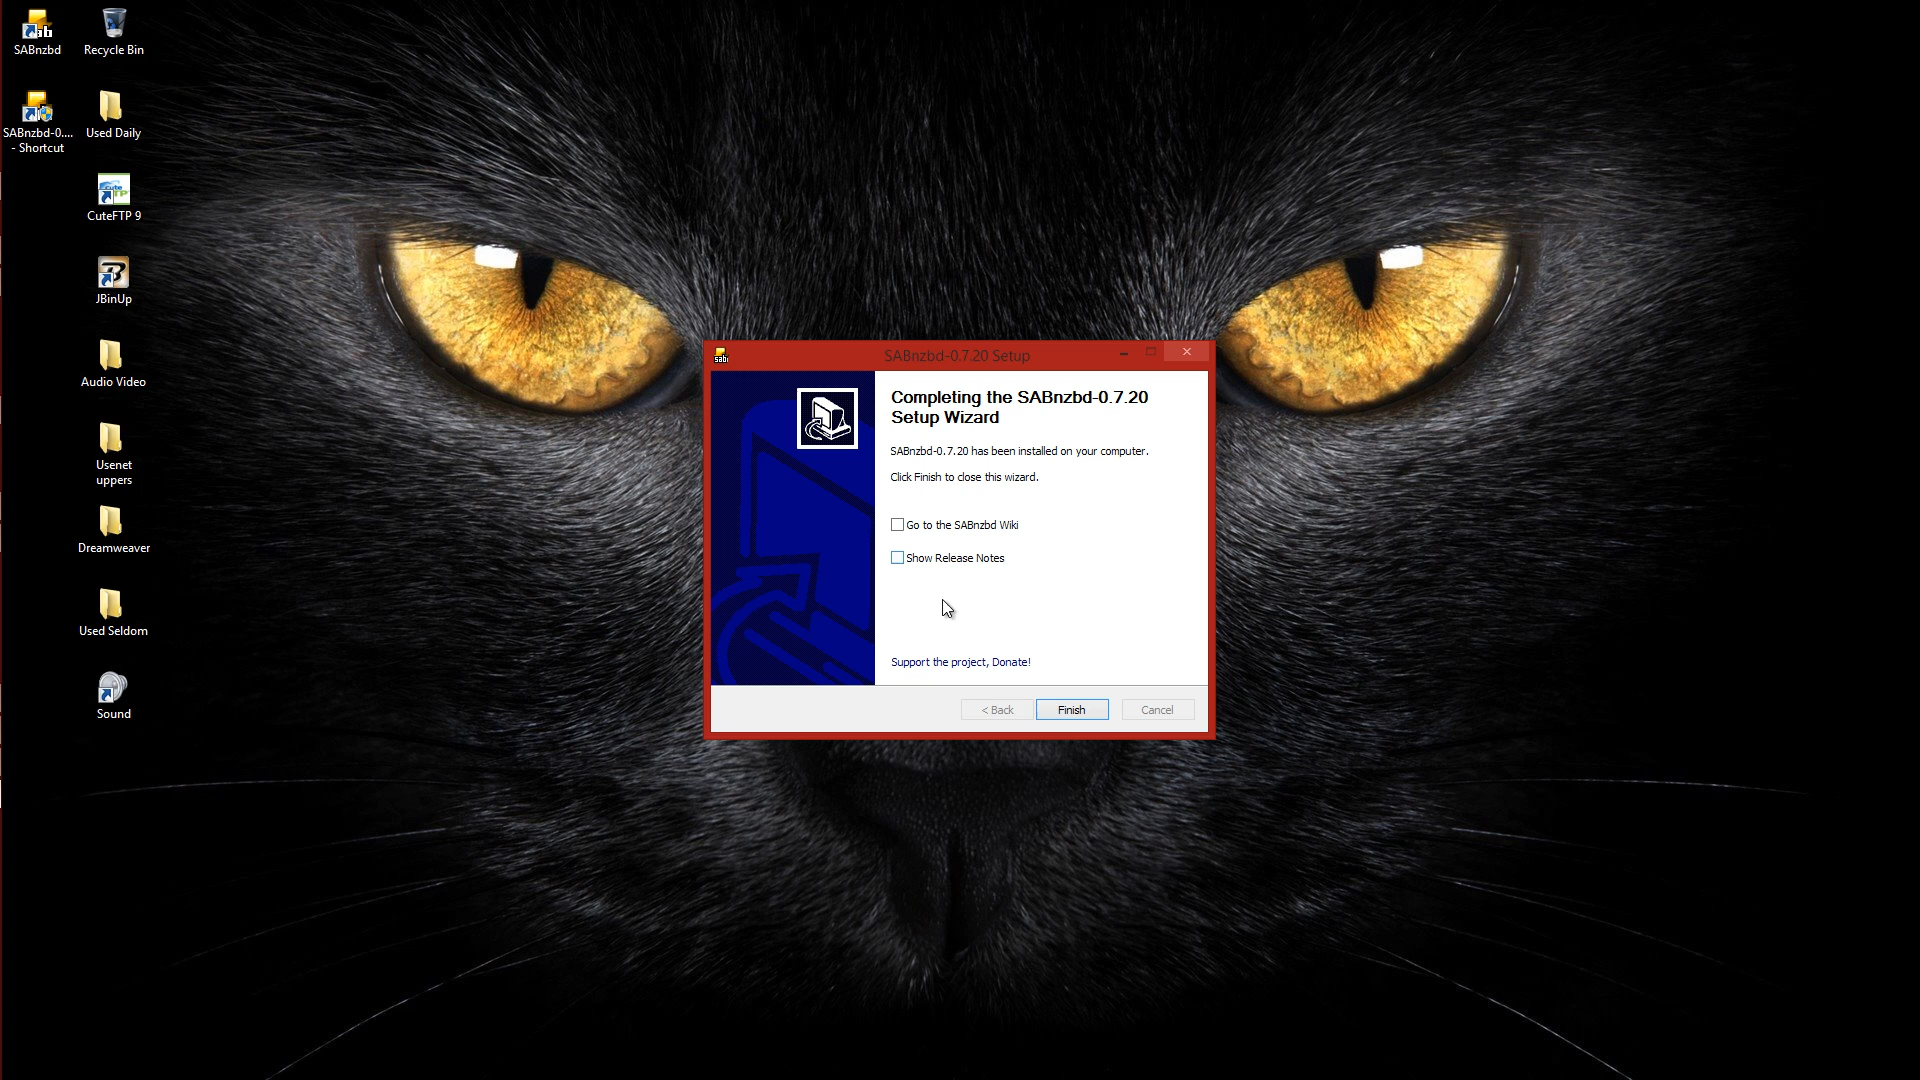 SABnzbd
Recycle Bin
SABnzbd-0....
- Shortcut
Used Daily
CuteFTP 9
JBinUp
Audio Video
Usenet
uppers
Dreamweaver
Used Seldom
Sound
SABnzbd-0.7.20 Setup
Completing the SABnzbd-0.7.20
Setup Wizard
SABnzbd-0.7.20 has been installed on your computer.
Click Finish to close this wizard.
Go to the SABnzbd Wiki
Show Release Notes
Support the project, Donate!
< Back
Finish
Cancel